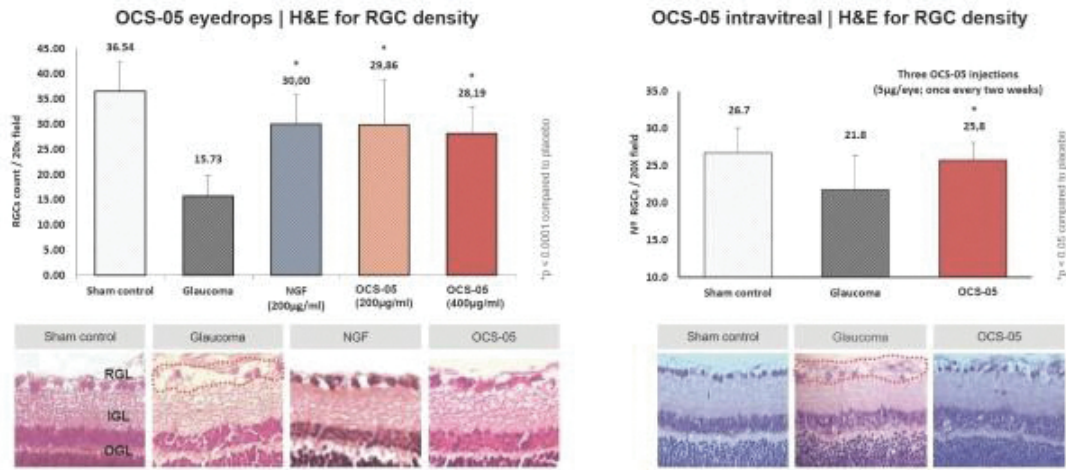 OCS-05 eyedrops | H&E for RGC density
RGCs count / 20x field
45.00
40.00
35.00
30.00
25.00
20.00
15.00
10.00
5.00
0.00
36.54
15.73
*
30,00
*
29,86
*
28,19
Sham control
Glaucoma
NGF
(200µg/ml)
OCS-05
(200µg/ml)
OCS-05
(400µg/ml)
*p < 0.0001 compared to placebo
Sham control
Glaucoma
NGF
OCS-05
RGL
IGL
OGL
OCS-05 intravitreal | H&E for RGC density
Three OCS-05 injections
(5µg/eye; once every two weeks)
Nº RGCs / 20X field
35.0
30.0
25.0
20.0
15.0
10.0
26.7
21.8
*
25,8
Sham control
Glaucoma
OCS-05
*p < 0.05 compared to placebo
Sham control
Glaucoma
OCS-05